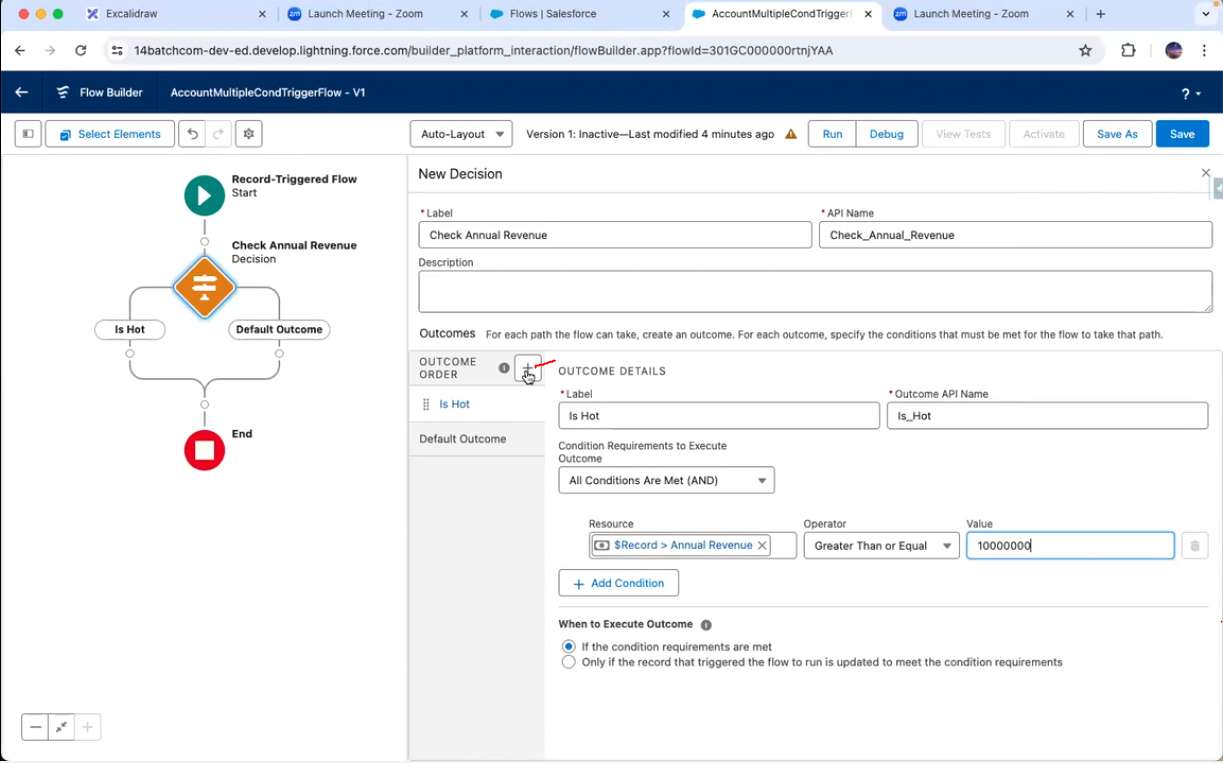 Excalidraw
Launch Meeting - Zoom
Flows | Salesforce
AccountMultipleCondTriggerF
Launch Meeting - Zoom
14batchcom-dev-ed.develop.lightning.force.com/builder_platform_interaction/flowBuilder.app?flowId=301GC000000rtnjYAA
Flow Builder
AccountMultipleCondTriggerFlow - V1
?
Select Elements
Auto-Layout
Version 1: Inactive—Last modified 4 minutes ago
Run
Debug
View Tests
Activate
Save As
Save
Record-Triggered Flow
Start
Check Annual Revenue
Decision
Is Hot
Default Outcome
End
New Decision
* Label
* API Name
Check Annual Revenue
Check_Annual_Revenue
Description
Outcomes For each path the flow can take, create an outcome. For each outcome, specify the conditions that must be met for the flow to take that path.
OUTCOME
ORDER
Is Hot
Default Outcome
OUTCOME DETAILS
* Label
* Outcome API Name
Is Hot
Is_Hot
Condition Requirements to Execute
Outcome
All Conditions Are Met (AND)
Resource
Operator
Value
$Record > Annual Revenue
Greater Than or Equal
10000000
+ Add Condition
When to Execute Outcome
If the condition requirements are met
Only if the record that triggered the flow to run is updated to meet the condition requirements